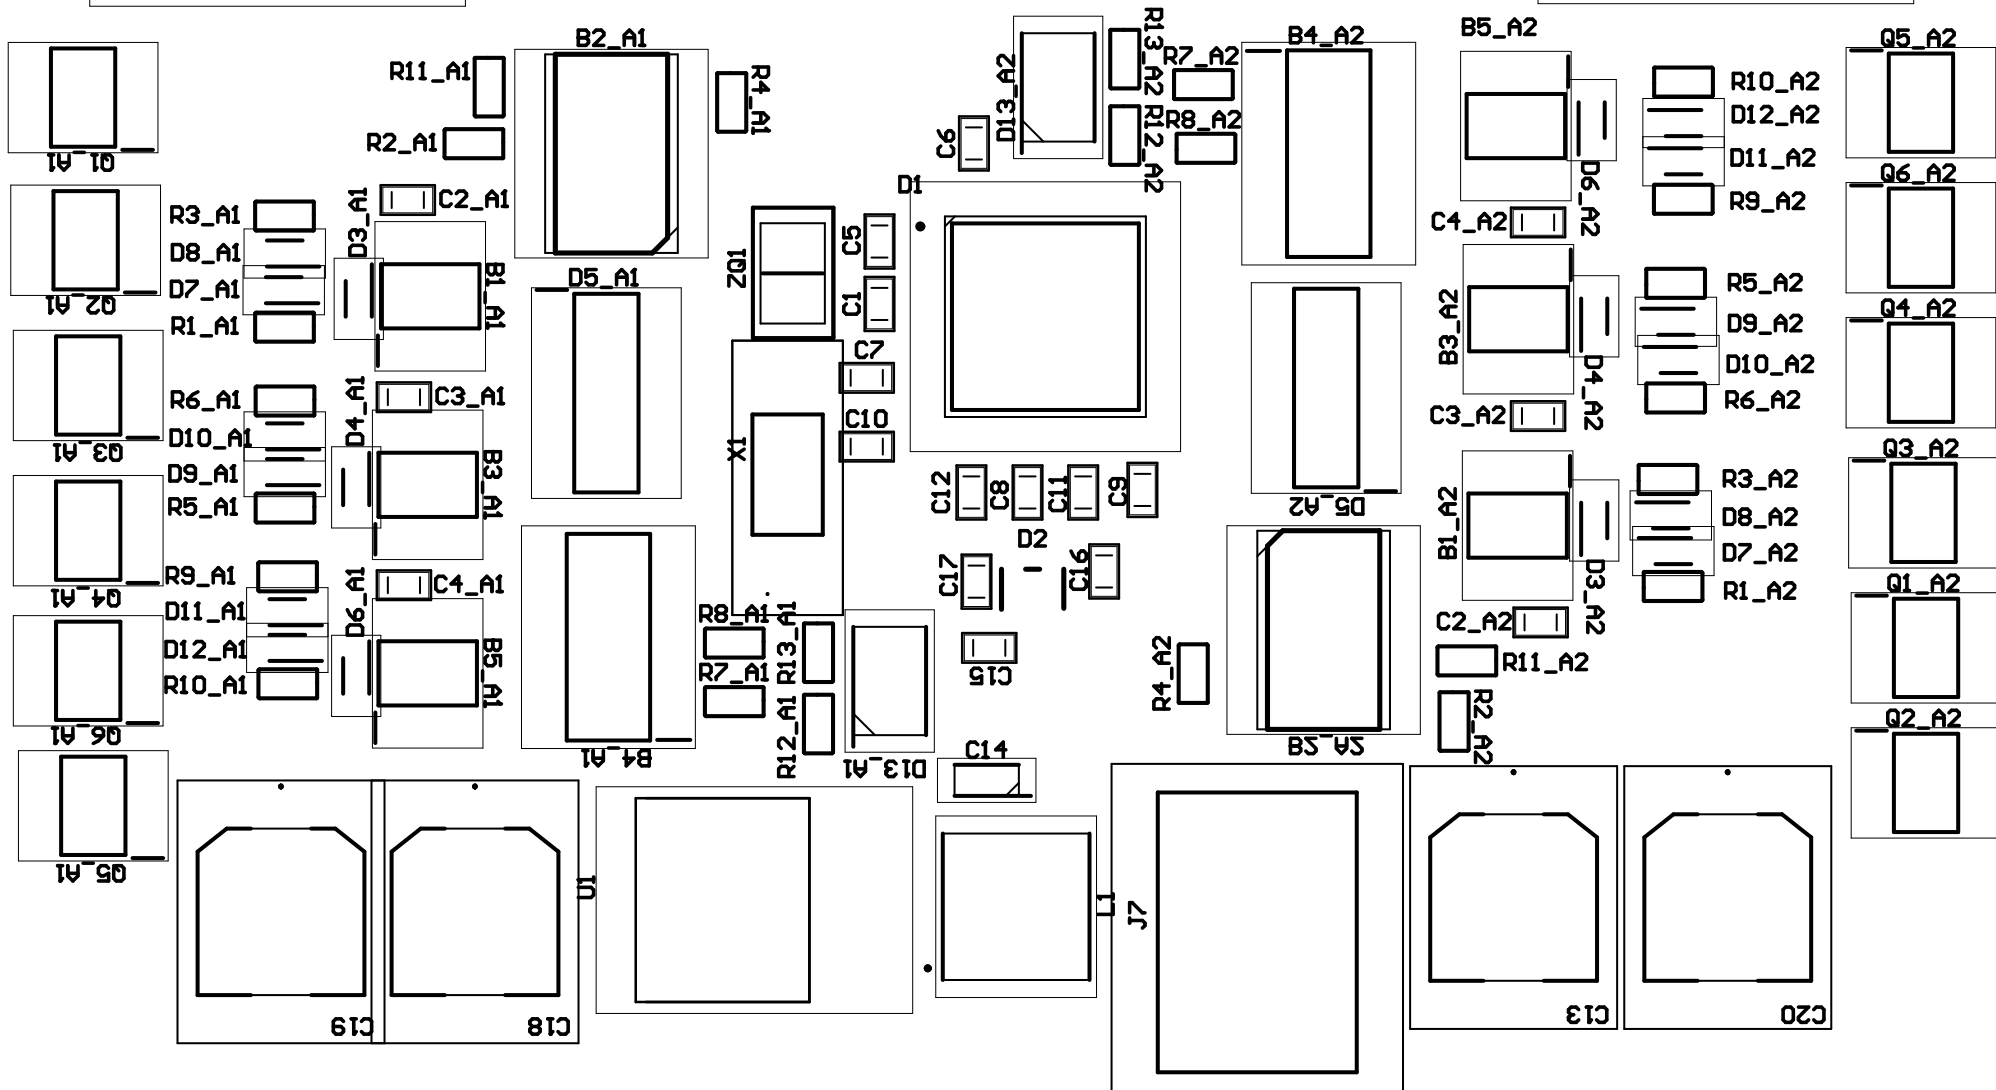 B2_A1
R11_A1
R4_A1
R2_A1
Q1_A1
C2_A1
R3_A1
D3_A1
D8_A1
D7_A1
R1_A1
B1_A1
Q2_A1
D5_A1
R6_A1
D4_A1
C3_A1
D10_A1
Q3_A1
D9_A1
B3_A1
R5_A1
R9_A1
D6_A1
C4_A1
Q4_A1
D11_A1
D12_A1
B5_A1
R10_A1
Q6_A1
B4_A1
Q5_A1
R8_A1
R13_A1
R7_A1
R12_A1
D13_A1
ZQ1
C5
C1
C7
C10
X1
C6
D13_A2
R13_A2
R7_A2
R12_A2
R8_A2
D1
B4_A2
C12
C8
C11
C9
D2
C17
C16
C15
C14
D5_A2
R4_A2
B2_A2
B5_A2
Q5_A2
R10_A2
D12_A2
D11_A2
D6_A2
R9_A2
C4_A2
Q6_A2
R5_A2
D9_A2
B3_A2
D10_A2
D4_A2
R6_A2
C3_A2
Q4_A2
Q3_A2
R3_A2
D8_A2
B1_A2
D7_A2
D3_A2
R1_A2
C2_A2
Q1_A2
R11_A2
R2_A2
Q2_A2
C19
C18
U1
L1
J7
C13
C20